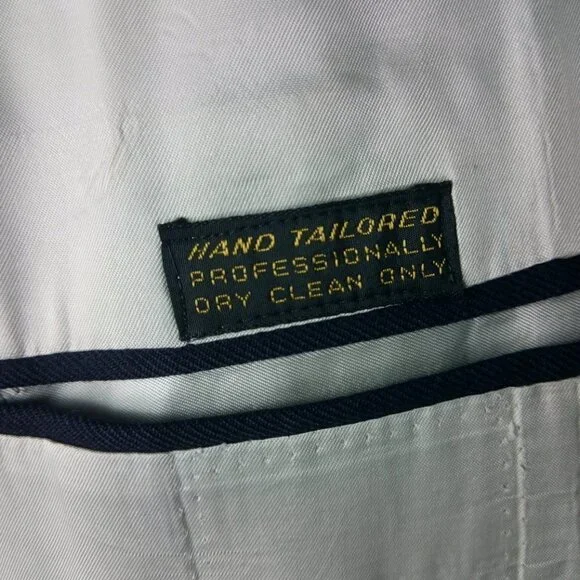 HAND TAILORED
PROFESSIONALLY
DRY CLEAN ONLY